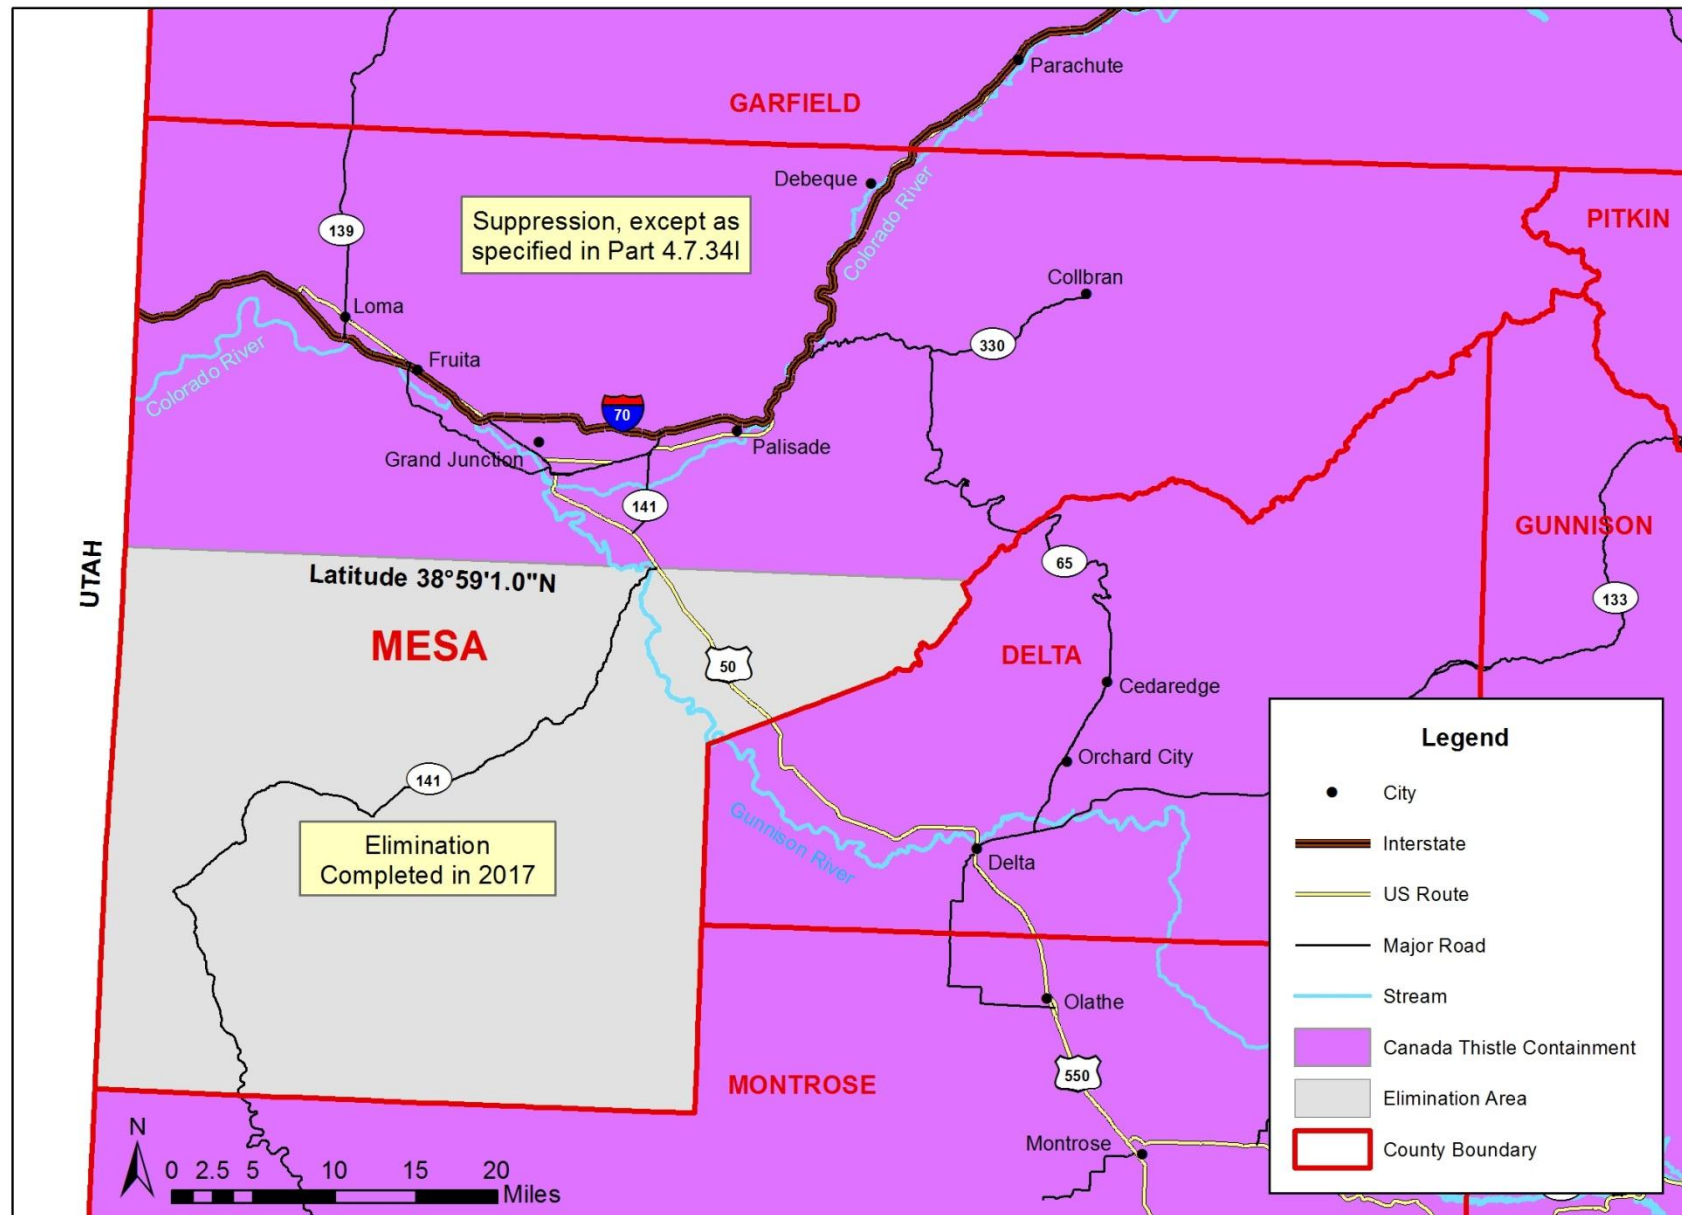 Parachute
GARFIELD
Debeque
Colorado River
PITKIN
Suppression, except as
specified in Part 4.7.34I
139
Collbran
Loma
330
Colorado River
Fruita
70
Grand Junction
Palisade
141
GUNNISON
UTAH
Latitude 38°59'1.0"N
65
133
MESA
50
DELTA
Cedaredge
Orchard City
141
Gunnison River
Elimination
Completed in 2017
Delta
Olathe
550
MONTROSE
Montrose
N
0 2.5 5 10 15 20
Miles
Legend
City
Interstate
US Route
Major Road
Stream
Canada Thistle Containment
Elimination Area
County Boundary